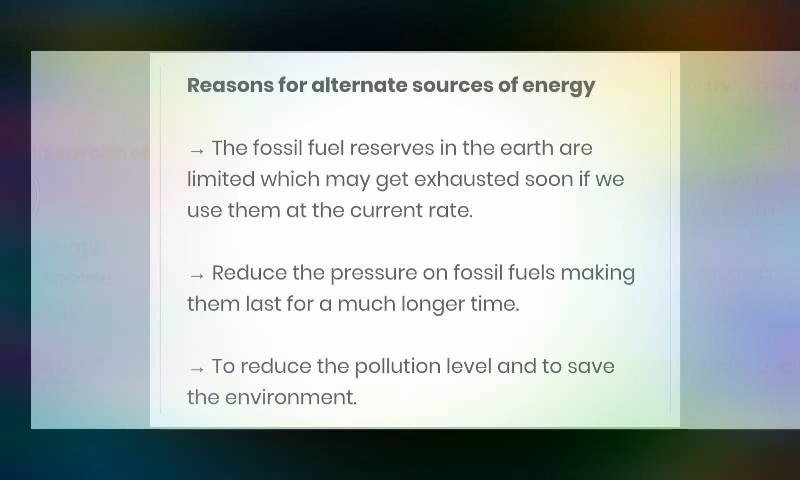 Reasons for alternate sources of energy
→ The fossil fuel reserves in the earth are
limited which may get exhausted soon if we
use them at the current rate.
→ Reduce the pressure on fossil fuels making
them last for a much longer time.
→ To reduce the pollution level and to save
the environment.